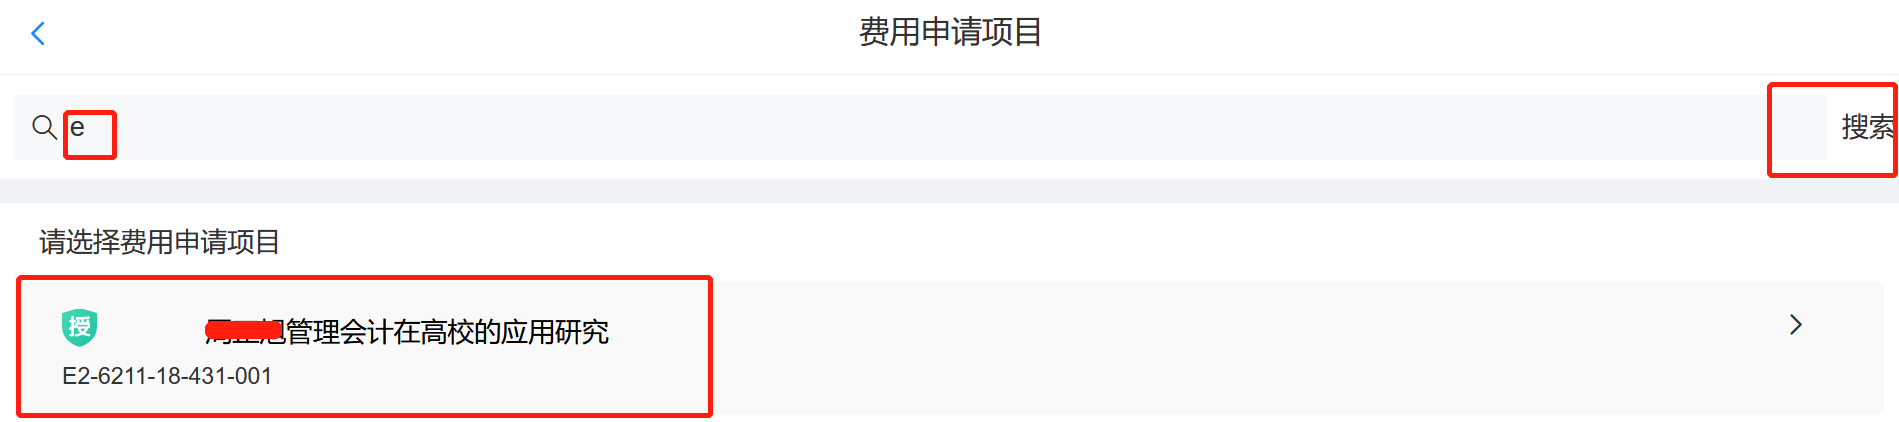 费用申请项目
e
搜索
请选择费用申请项目
授
管理会计在高校的应用研究
E2-6211-18-431-001